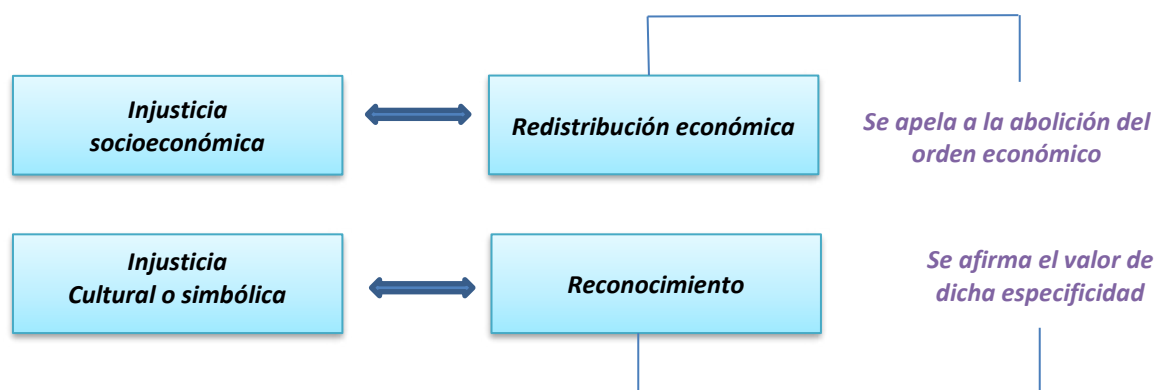 Injusticia
socioeconómica
Redistribución económica
Se apela a la abolición del
orden económico
Injusticia
Cultural o simbólica
Reconocimiento
Se afirma el valor de
dicha especificidad